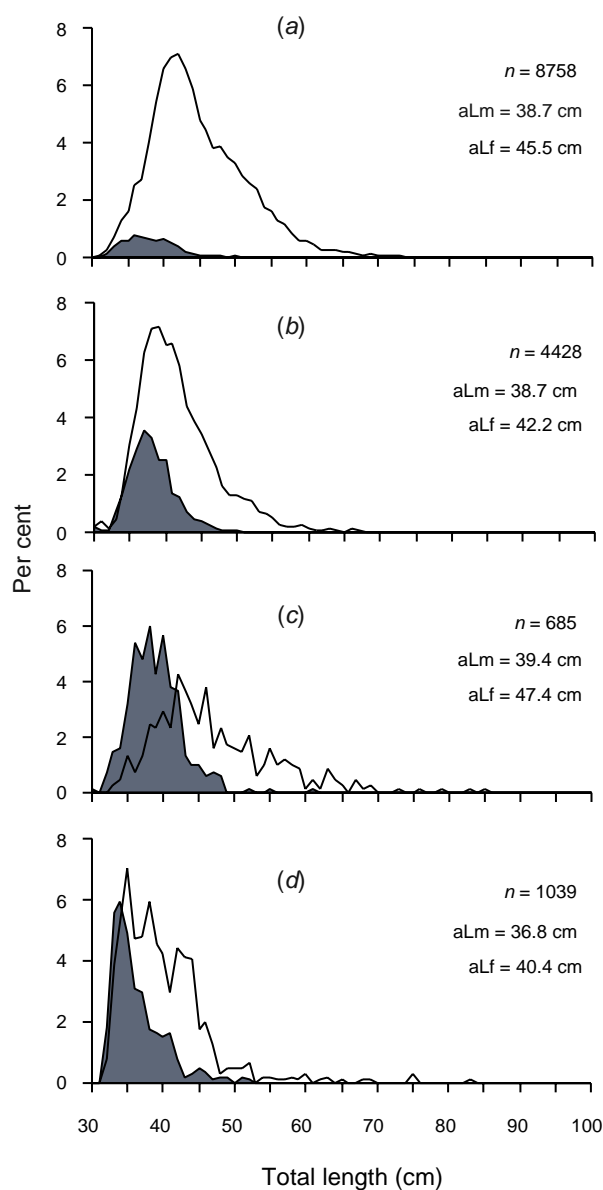 (a)
8
n = 8758
6
aLm = 38.7 cm
4
aLf = 45.5 cm
2
0
(b)
8
n = 4428
6
aLm = 38.7 cm
4
aLf = 42.2 cm
2
0
Per cent
(c)
8
n = 685
6
aLm = 39.4 cm
4
aLf = 47.4 cm
2
0
(d)
8
n = 1039
6
aLm = 36.8 cm
4
aLf = 40.4 cm
2
0
30 40 50 60 70 80 90 100
Total length (cm)